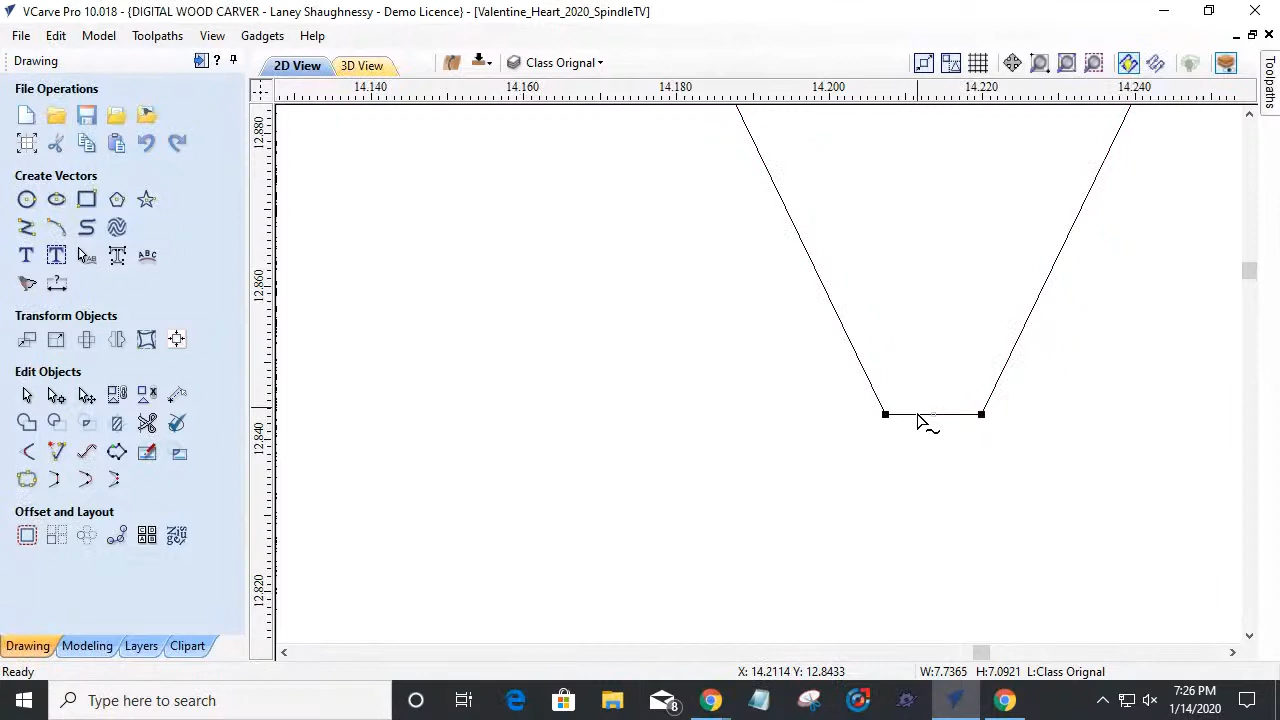 VCarve Pro 10.018 - {DIGITAL WOOD CARVER - Laney Shaughnessy - Demo Licence} - [Valentine_Heart_2020_SpindleTV]
File Edit Model Toolpaths View Gadgets Help
Drawing
2D View 3D View Class Orignal
File Operations
Create Vectors
Transform Objects
Edit Objects
Offset and Layout
14.140 14.160 14.180 14.200 14.220 14.240
12.880
12.860
12.840
12.820
Toolpaths
Drawing Modeling Layers Clipart
Ready X: 14.2114 Y: 12.8433 W:7.7365 H:7.0921 L:Class Orignal
Type here to search 8 7:26 PM
1/14/2020